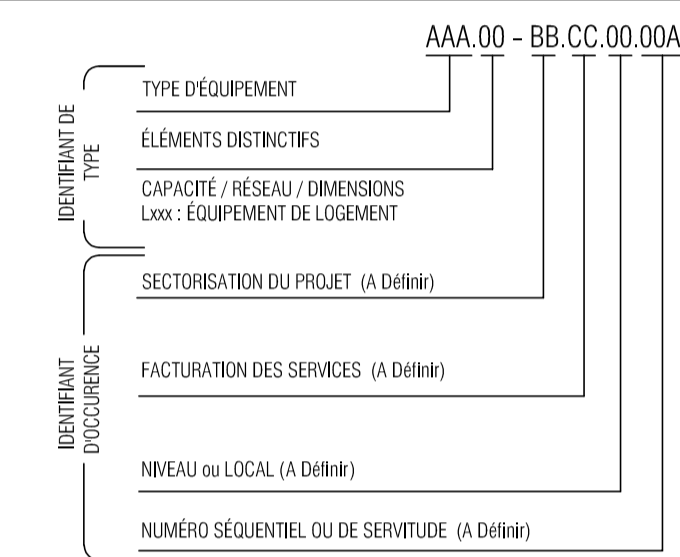 AAA.00 - BB.CC.00.00A
IDENTIFIANT DE
TYPE
TYPE D'ÉQUIPEMENT
ÉLÉMENTS DISTINCTIFS
CAPACITÉ / RÉSEAU / DIMENSIONS
Lxxx : ÉQUIPEMENT DE LOGEMENT
IDENTIFIANT
D'OCCURENCE
SECTORISATION DU PROJET (A Définir)
FACTURATION DES SERVICES (A Définir)
NIVEAU ou LOCAL (A Définir)
NUMÉRO SÉQUENTIEL OU DE SERVITUDE (A Définir)